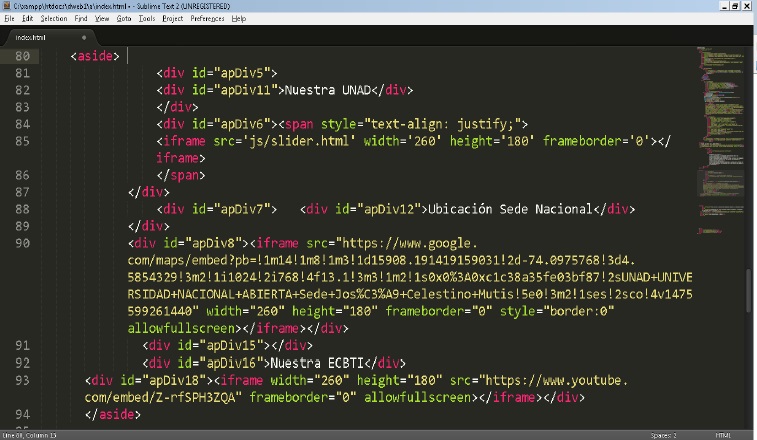 C:\xampp\htdocs\dweb1\s\index.html • - Sublime Text 2 (UNREGISTERED)
File Edit Selection Find View Goto Tools Project Preferences Help
index.html
80 <aside>
81 <div id="apDiv5">
82 <div id="apDiv11">Nuestra UNAD</div>
83 </div>
84 <div id="apDiv6"><span style="text-align: justify;">
85 <iframe src='js/slider.html' width='260' height='180' frameborder='0'></
iframe>
86 </span>
87 </div>
88 <div id="apDiv7"> <div id="apDiv12">Ubicación Sede Nacional</div>
89 </div>
90 <div id="apDiv8"><iframe src="https://www.google.
com/maps/embed?pb=!1m14!1m8!1m3!1d15908.191419159031!2d-74.0975768!3d4.
5854329!3m2!1i1024!2i768!4f13.1!3m3!1m2!1s0x0%3A0xc1c38a35fe03bf87!2sUNAD+UNIVE
RSIDAD+NACIONAL+ABIERTA+Sede+Jos%C3%A9+Celestino+Mutis!5e0!3m2!1ses!2sco!4v1475
599261440" width="260" height="180" frameborder="0" style="border:0"
allowfullscreen></iframe></div>
91 <div id="apDiv15"></div>
92 <div id="apDiv16">Nuestra ECBTI</div>
93 <div id="apDiv18"><iframe width="260" height="180" src="https://www.youtube.
com/embed/Z-rfSPH3ZQA" frameborder="0" allowfullscreen></iframe></div>
94 </aside>
Line 80, Column 13 Spaces: 2 HTML